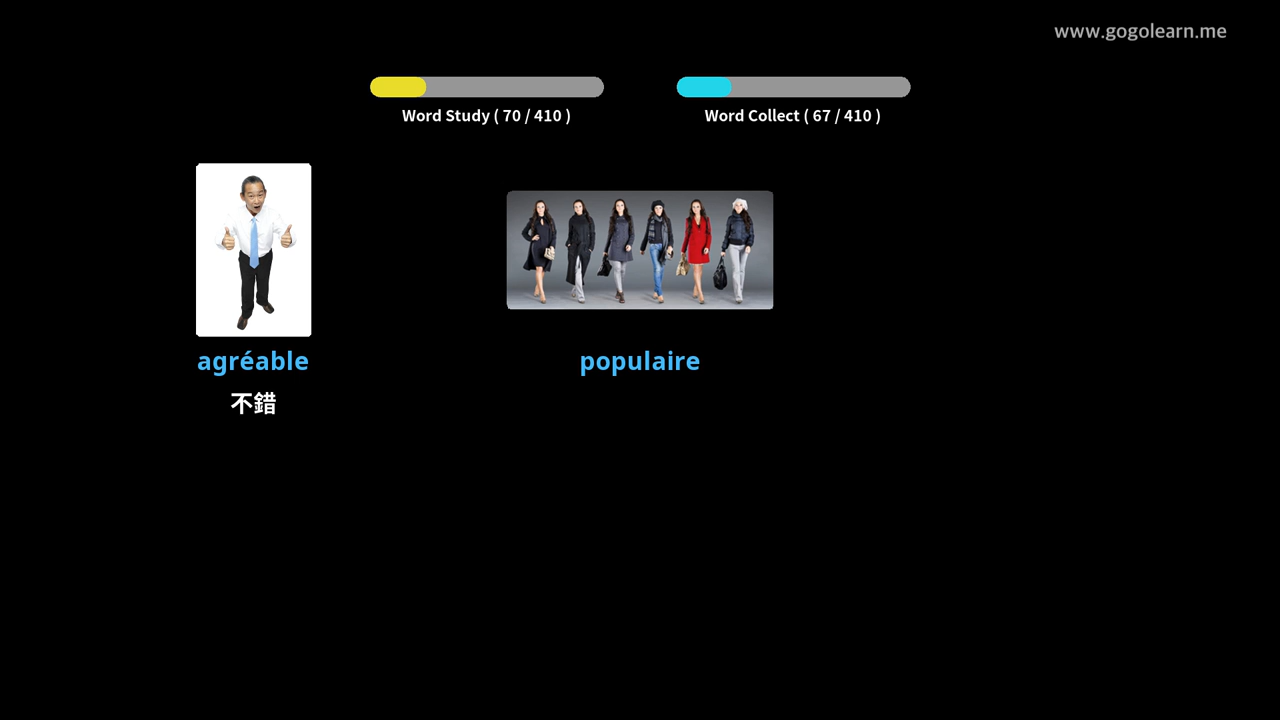 www.gogolearn.me
Word Study ( 70 / 410 )
Word Collect ( 67 / 410 )
agréable
populaire
不錯